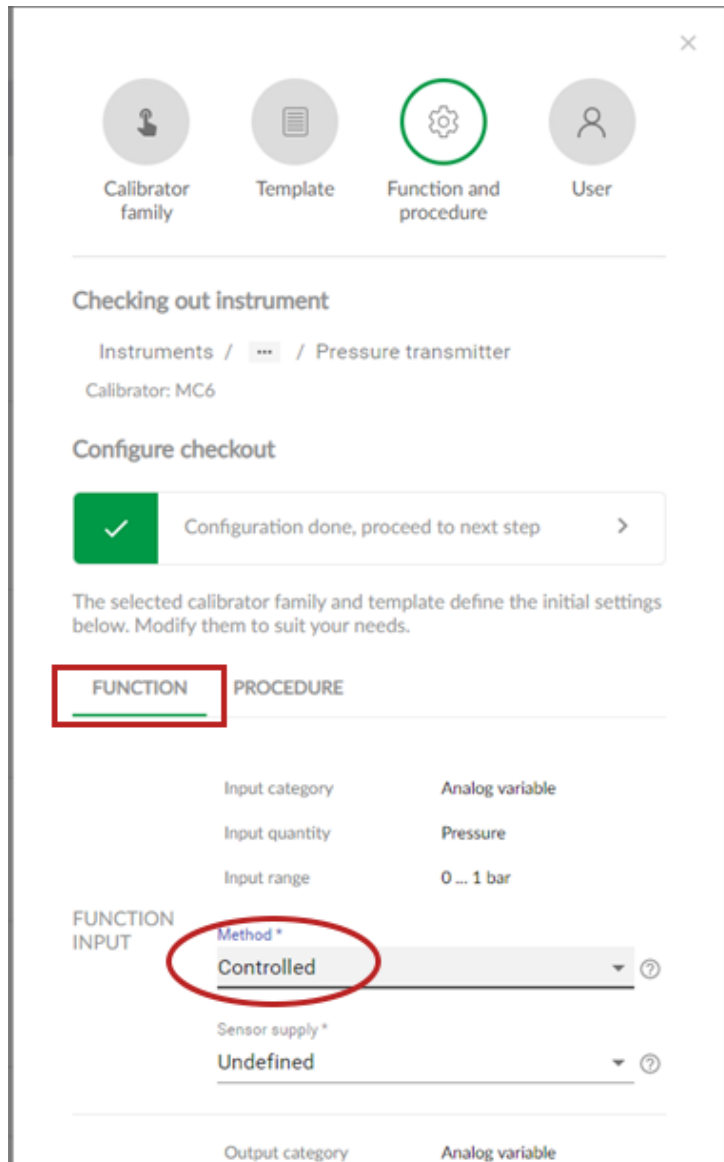 Calibrator
family
Template
Function and
procedure
User
Checking out instrument
Instruments / ... / Pressure transmitter
Calibrator: MC6
Configure checkout
Configuration done, proceed to next step
The selected calibrator family and template define the initial settings
below. Modify them to suit your needs.
FUNCTION PROCEDURE
Input category Analog variable
Input quantity Pressure
Input range 0 ... 1 bar
FUNCTION
INPUT
Method *
Controlled
Sensor supply *
Undefined
Output category Analog variable